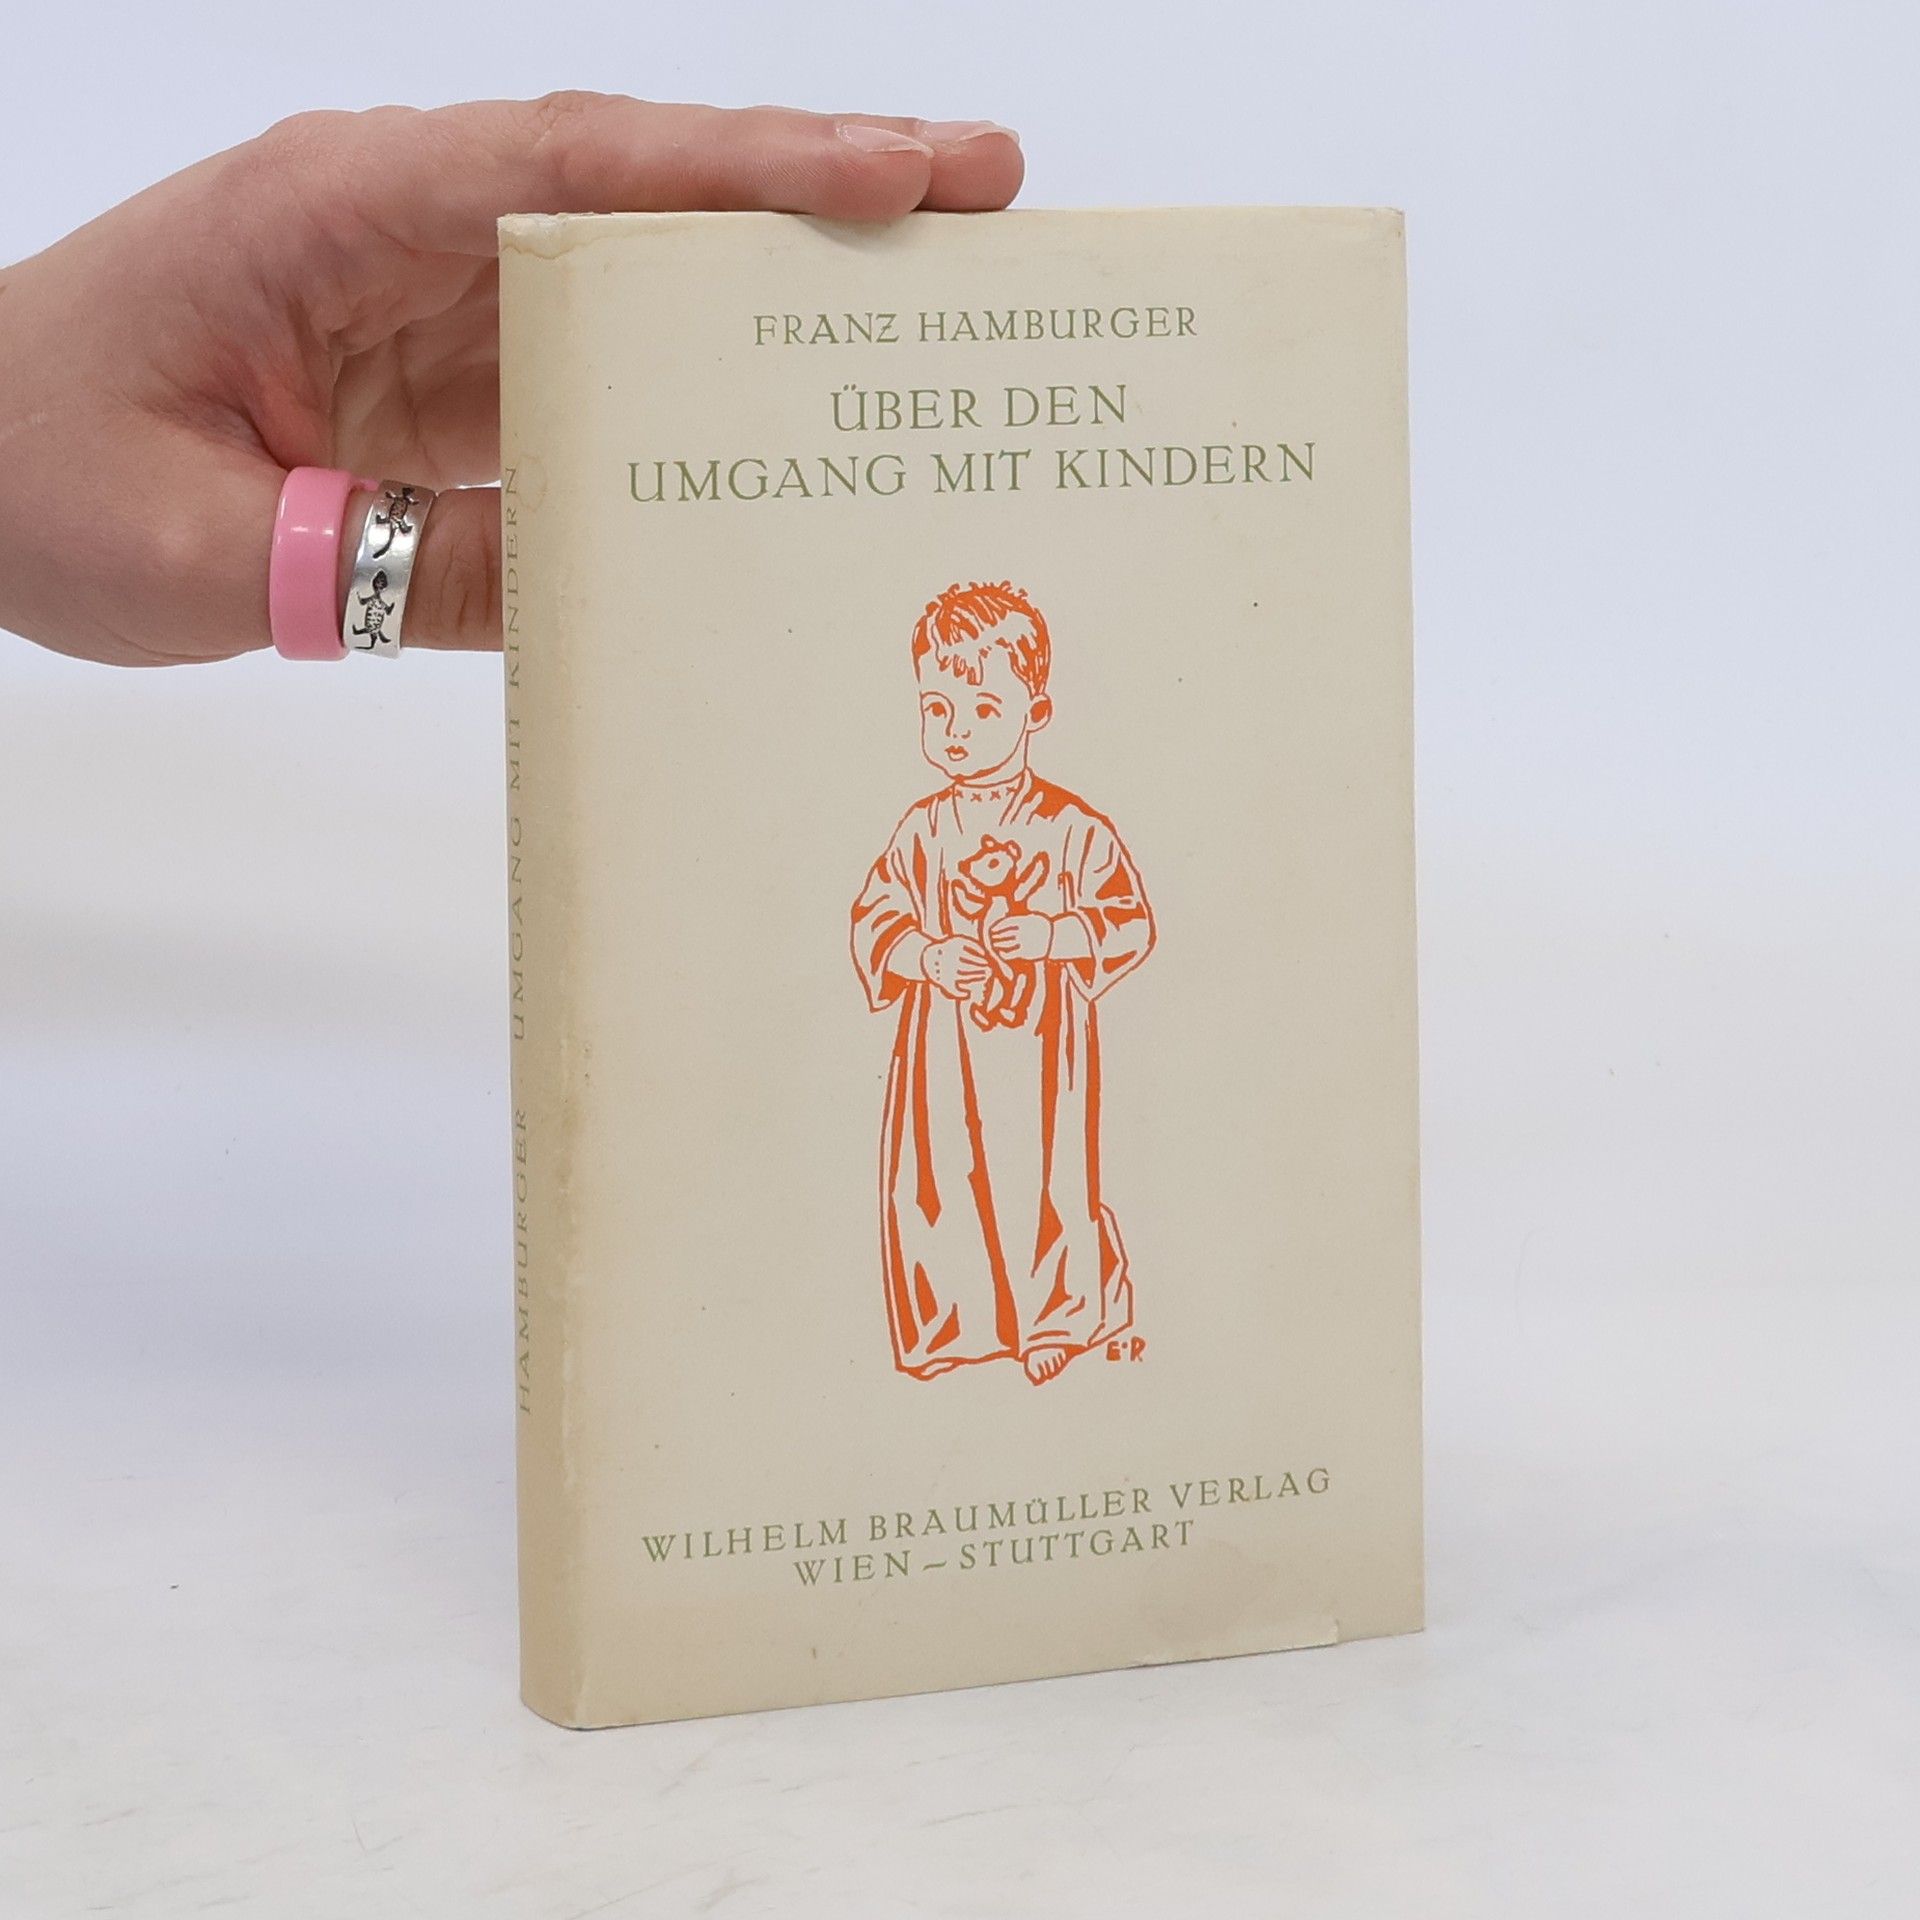 FRANZ HAMBURGER
ÜBER DEN
UMGANG MIT KINDERN
E.R.
WILHELM BRAUMÜLLER VERLAG
WIEN – STUTTGART
HAMBURGER · UMGANG MIT KINDERN